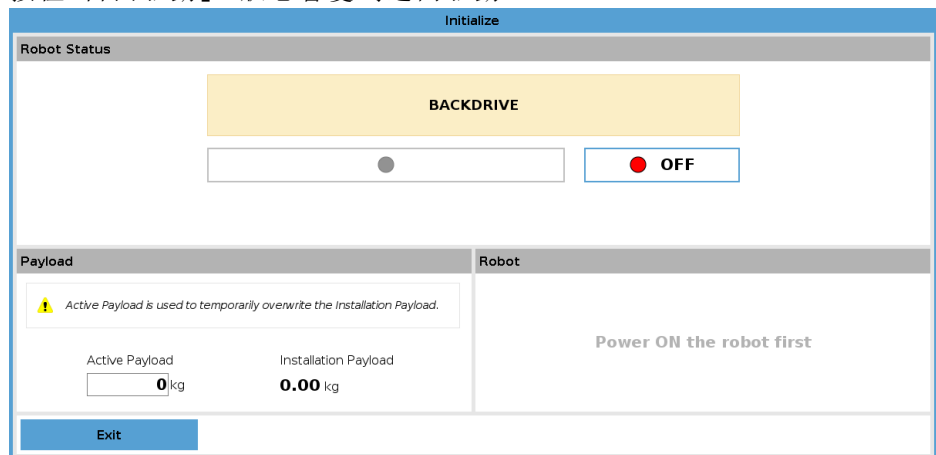 Initialize
Robot Status
BACKDRIVE
OFF
Payload
Robot
Active Payload is used to temporarily overwrite the Installation Payload.
Power ON the robot first
Active Payload
Installation Payload
0 kg
0.00 kg
Exit